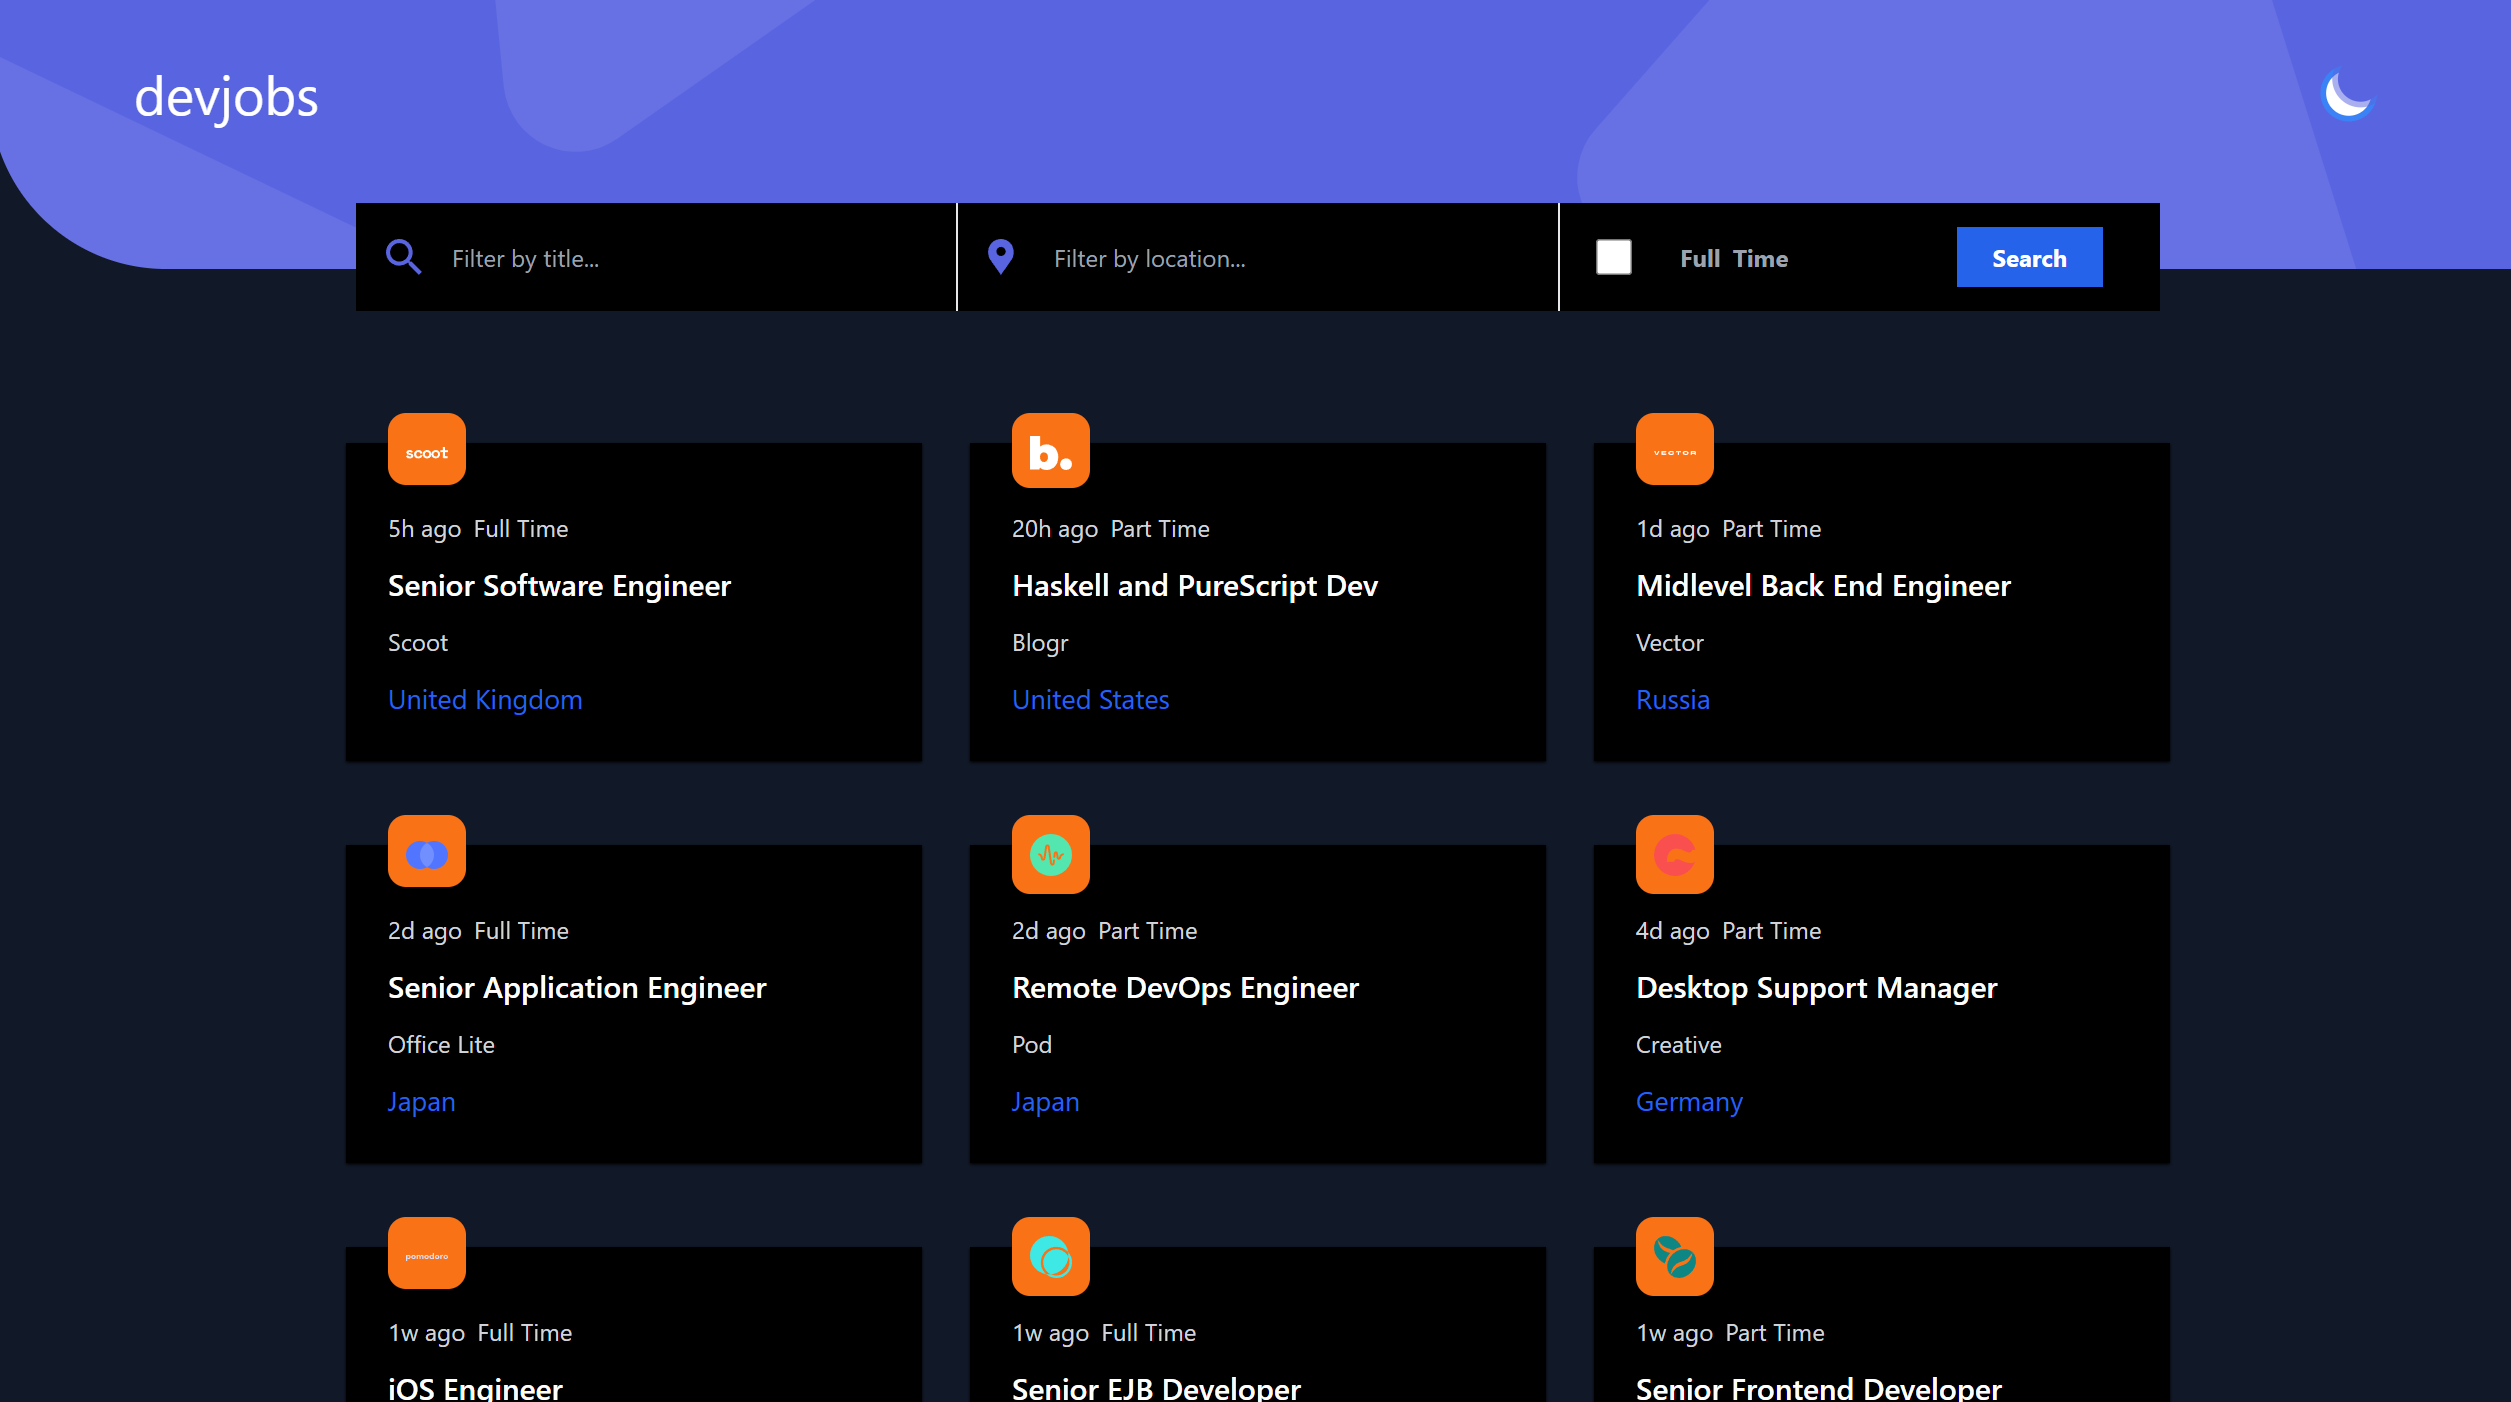 devjobs
Filter by title...
Filter by location...
Full Time
Search
scoot
b.
VECTOR
5h ago Full Time
20h ago Part Time
1d ago Part Time
Senior Software Engineer
Haskell and PureScript Dev
Midlevel Back End Engineer
Scoot
Blogr
Vector
United Kingdom
United States
Russia
2d ago Full Time
2d ago Part Time
4d ago Part Time
Senior Application Engineer
Remote DevOps Engineer
Desktop Support Manager
Office Lite
Pod
Creative
Japan
Japan
Germany
pomodoro
1w ago Full Time
1w ago Full Time
1w ago Part Time
iOS Engineer
Senior EJB Developer
Senior Frontend Developer